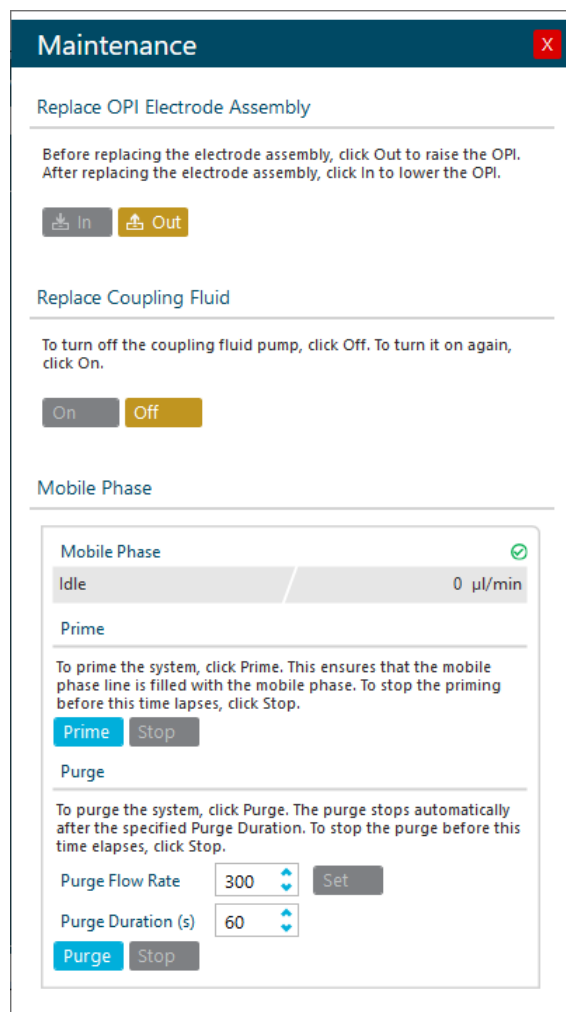 Maintenance
X
Replace OPI Electrode Assembly
Before replacing the electrode assembly, click Out to raise the OPI.
After replacing the electrode assembly, click In to lower the OPI.
In Out
Replace Coupling Fluid
To turn off the coupling fluid pump, click Off. To turn it on again,
click On.
On Off
Mobile Phase
Mobile Phase
Idle 0 µl/min
Prime
To prime the system, click Prime. This ensures that the mobile
phase line is filled with the mobile phase. To stop the priming
before this time lapses, click Stop.
Prime Stop
Purge
To purge the system, click Purge. The purge stops automatically
after the specified Purge Duration. To stop the purge before this
time elapses, click Stop.
Purge Flow Rate 300 Set
Purge Duration (s) 60
Purge Stop